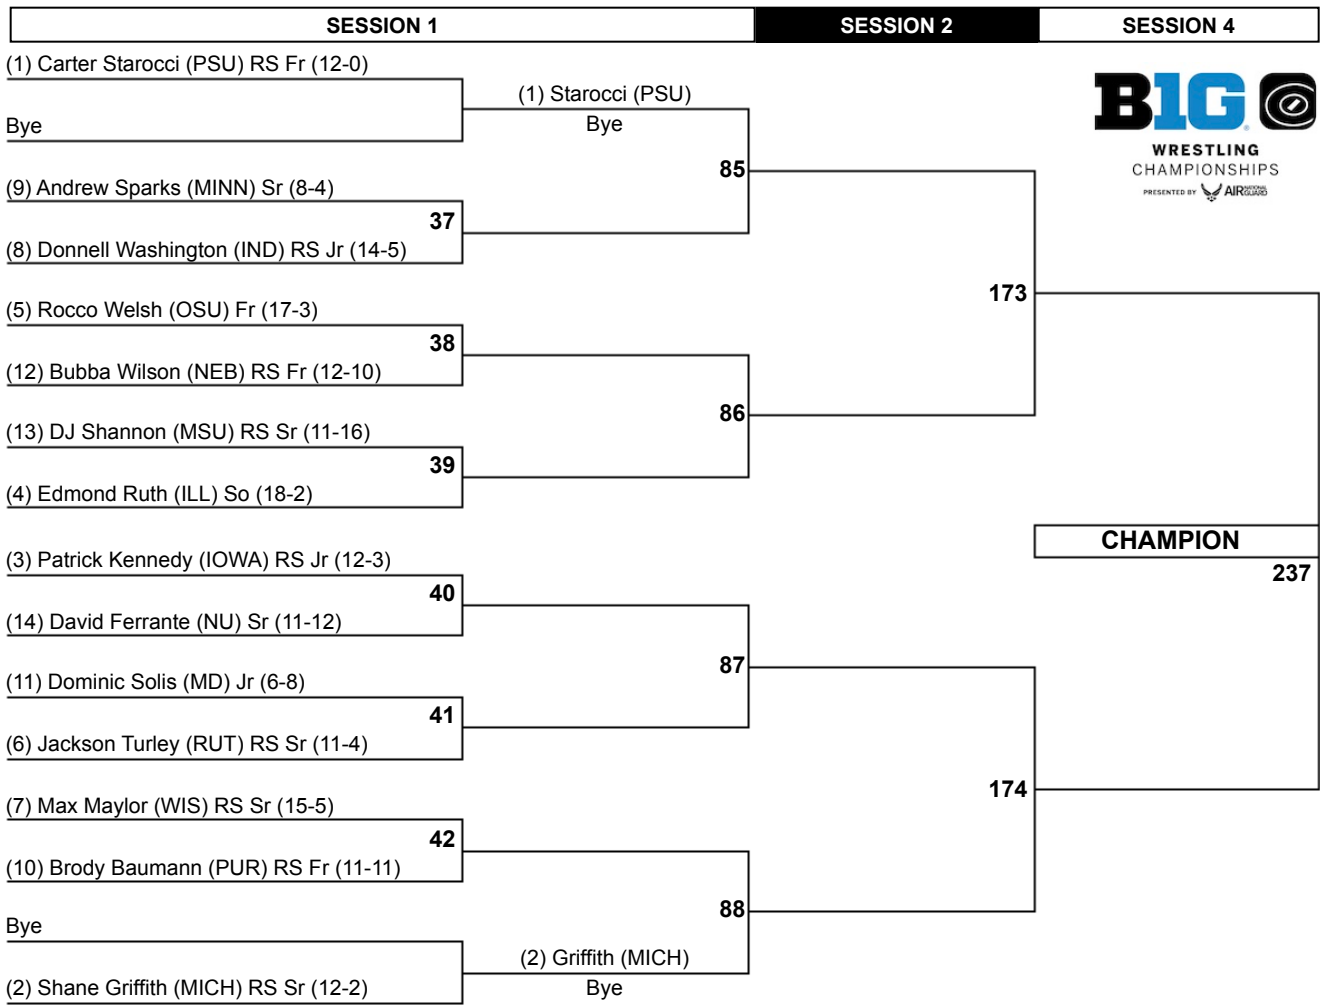 SESSION 1
SESSION 2
SESSION 4
(1) Carter Starocci (PSU) RS Fr (12-0)
(1) Starocci (PSU)
Bye
Bye
B1G
WRESTLING
CHAMPIONSHIPS
PRESENTED BY AIR NATIONAL GUARD
85
(9) Andrew Sparks (MINN) Sr (8-4)
37
(8) Donnell Washington (IND) RS Jr (14-5)
173
(5) Rocco Welsh (OSU) Fr (17-3)
38
(12) Bubba Wilson (NEB) RS Fr (12-10)
86
(13) DJ Shannon (MSU) RS Sr (11-16)
39
(4) Edmond Ruth (ILL) So (18-2)
CHAMPION
237
(3) Patrick Kennedy (IOWA) RS Jr (12-3)
40
(14) David Ferrante (NU) Sr (11-12)
87
(11) Dominic Solis (MD) Jr (6-8)
41
(6) Jackson Turley (RUT) RS Sr (11-4)
174
(7) Max Maylor (WIS) RS Sr (15-5)
42
(10) Brody Baumann (PUR) RS Fr (11-11)
88
Bye
(2) Griffith (MICH)
Bye
(2) Shane Griffith (MICH) RS Sr (12-2)